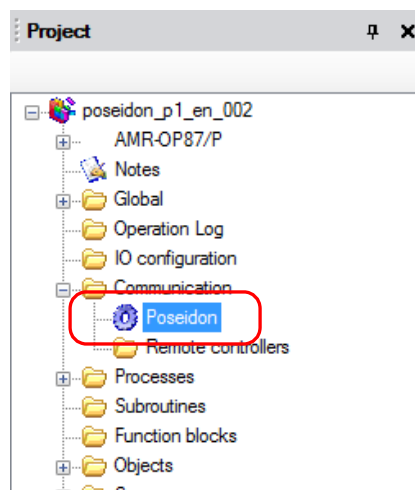 Project
poseidon_p1_en_002
AMR-OP87/P
Notes
Global
Operation Log
IO configuration
Communication
Poseidon
Remote controllers
Processes
Subroutines
Function blocks
Objects